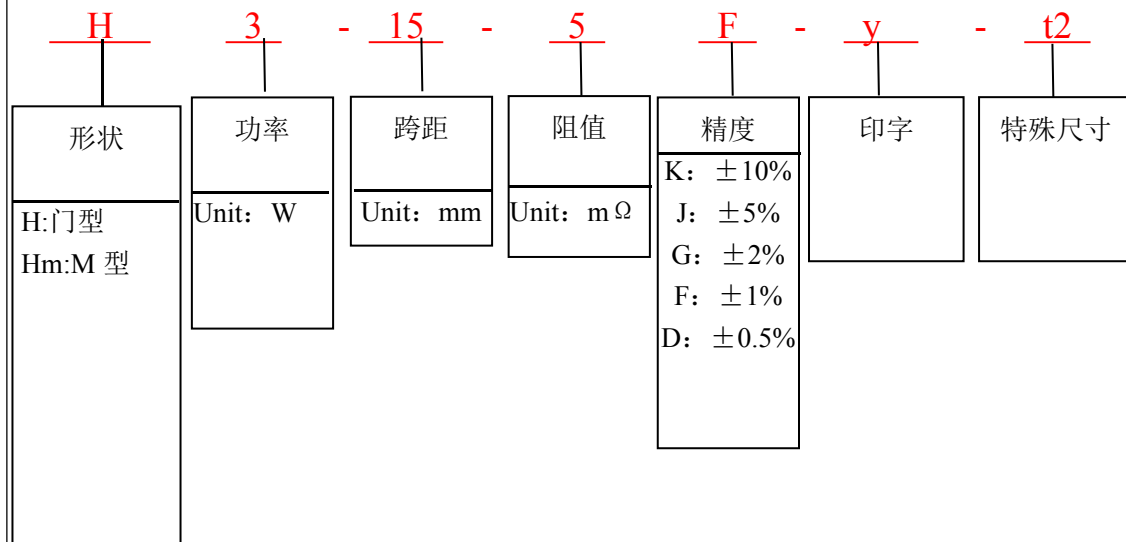 H 3 - 15 - 5 F - y - t2
形状
功率
跨距
阻值
精度
印字
特殊尺寸
H:门型
Hm:M 型
Unit：W
Unit：mm
Unit：mΩ
K：±10%
J：±5%
G：±2%
F：±1%
D：±0.5%